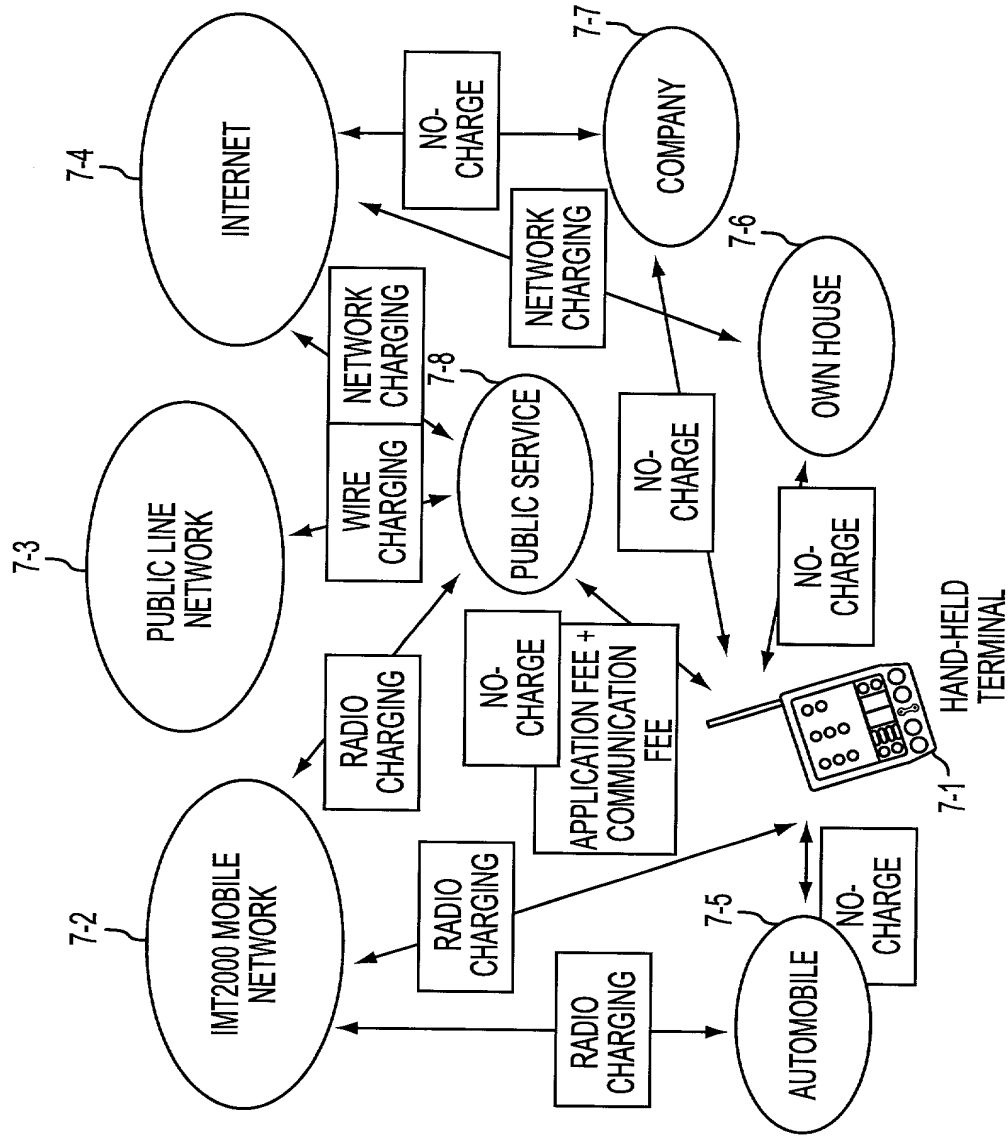 7-2
IMT2000 MOBILE
NETWORK
7-3
PUBLIC LINE
NETWORK
7-4
INTERNET
RADIO
CHARGING
RADIO
CHARGING
RADIO
CHARGING
WIRE
CHARGING
NETWORK
CHARGING
NO-
CHARGE
NETWORK
CHARGING
7-8
PUBLIC SERVICE
NO-
CHARGE
APPLICATION FEE +
COMMUNICATION
FEE
NO-
CHARGE
7-7
COMPANY
7-5
AUTOMOBILE
NO-
CHARGE
7-1
HAND-HELD
TERMINAL
NO-
CHARGE
7-6
OWN HOUSE